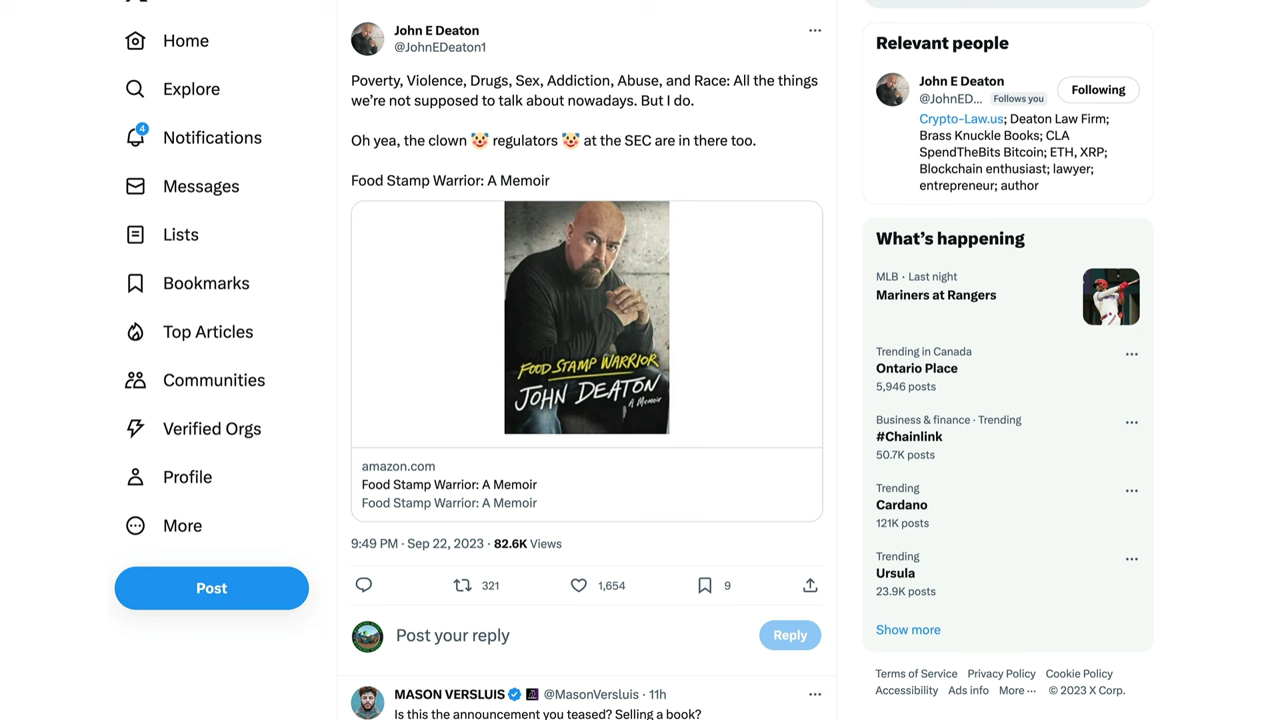 Home
Explore
4
Notifications
Messages
Lists
Bookmarks
Top Articles
Communities
Verified Orgs
Profile
More
Post
John E Deaton
@JohnEDeaton1
Poverty, Violence, Drugs, Sex, Addiction, Abuse, and Race: All the things
we're not supposed to talk about nowadays. But I do.
Oh yea, the clown 🤡 regulators 🤡 at the SEC are in there too.
Food Stamp Warrior: A Memoir
FOOD STAMP WARRIOR
JOHN DEATON
A Memoir
amazon.com
Food Stamp Warrior: A Memoir
Food Stamp Warrior: A Memoir
9:49 PM · Sep 22, 2023 · 82.6K Views
321 1,654 9
Post your reply
Reply
MASON VERSLUIS @MasonVersluis · 11h
Is this the announcement you teased? Selling a book?
Relevant people
John E Deaton
@JohnED... Follows you
Following
Crypto-Law.us; Deaton Law Firm;
Brass Knuckle Books; CLA
SpendTheBits Bitcoin; ETH, XRP;
Blockchain enthusiast; lawyer;
entrepreneur; author
What's happening
MLB · Last night
Mariners at Rangers
Trending in Canada
Ontario Place
5,946 posts
Business & finance · Trending
#Chainlink
50.7K posts
Trending
Cardano
121K posts
Trending
Ursula
23.9K posts
Show more
Terms of Service Privacy Policy Cookie Policy
Accessibility Ads info More ··· © 2023 X Corp.